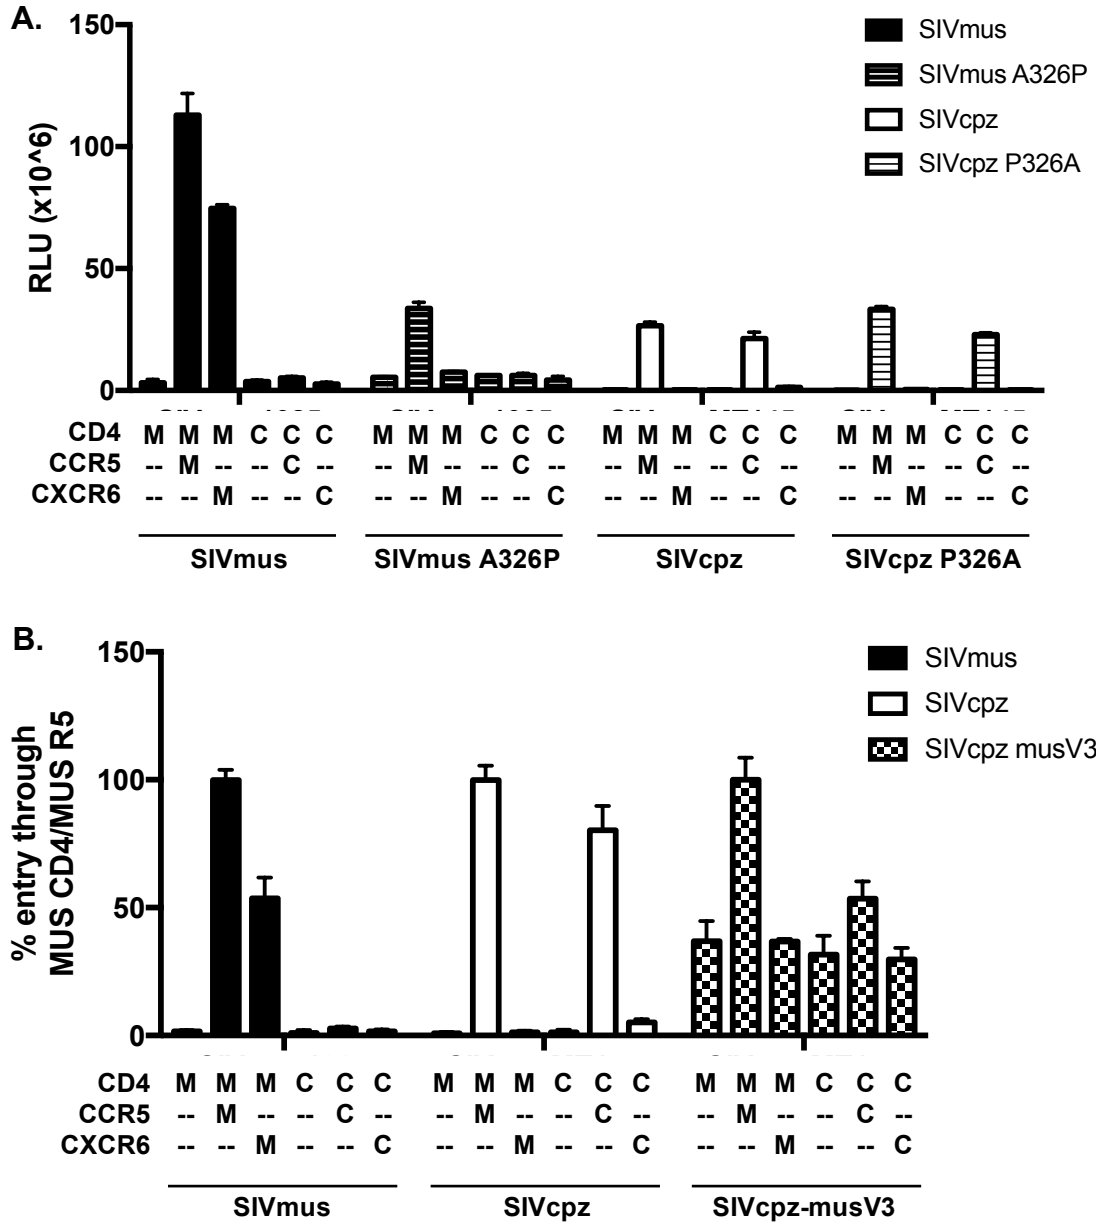 A.
150
100
50
0
RLU (x10^6)
SIVmus
SIVmus A326P
SIVcpz
SIVcpz P326A
CD4 M M M C C C M M M C C C M M M C C C M M M C C C
CCR5 -- M -- -- C -- -- M -- -- C -- -- M -- -- C -- -- M -- -- C --
CXCR6 -- -- M -- -- C -- -- M -- -- C -- -- M -- -- C -- -- M -- -- C
SIVmus SIVmus A326P SIVcpz SIVcpz P326A
B.
150
100
50
0
% entry through
MUS CD4/MUS R5
SIVmus
SIVcpz
SIVcpz musV3
CD4 M M M C C C M M M C C C M M M C C C
CCR5 -- M -- -- C -- -- M -- -- C -- -- M -- -- C --
CXCR6 -- -- M -- -- C -- -- M -- -- C -- -- M -- -- C
SIVmus SIVcpz SIVcpz-musV3